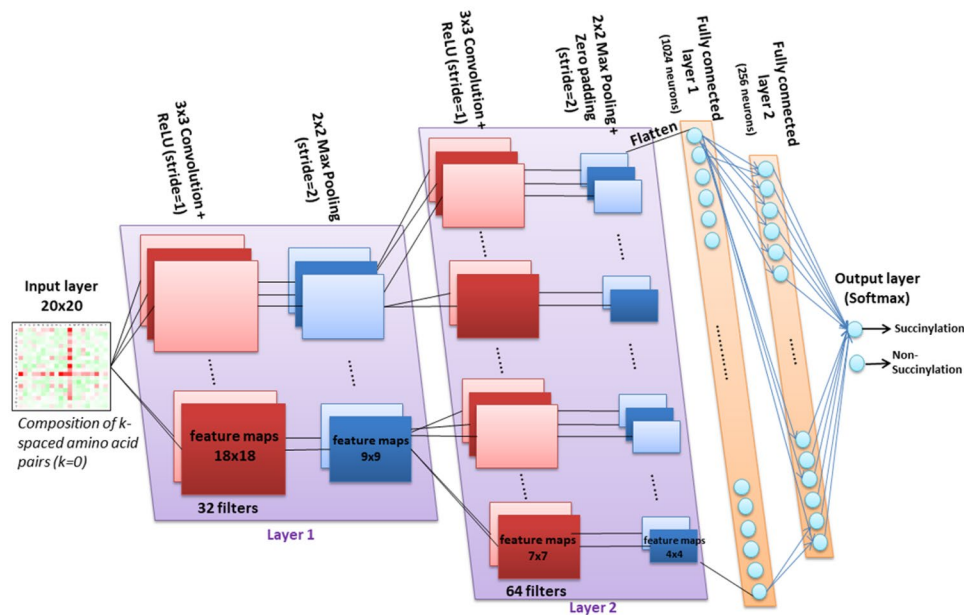 3x3 Convolution +
ReLU (stride=1)
2x2 Max Pooling
(stride=2)
3x3 Convolution +
ReLU (stride=1)
2x2 Max Pooling +
Zero padding
(stride=2)
Flatten
Fully connected
layer 1
(1024 neurons)
Fully connected
layer 2
(256 neurons)
Input layer
20x20
Composition of k-
spaced amino acid
pairs (k=0)
feature maps
18x18
32 filters
feature maps
9x9
Layer 1
feature maps
7x7
64 filters
feature maps
4x4
Layer 2
Output layer
(Softmax)
Succinylation
Non-
Succinylation